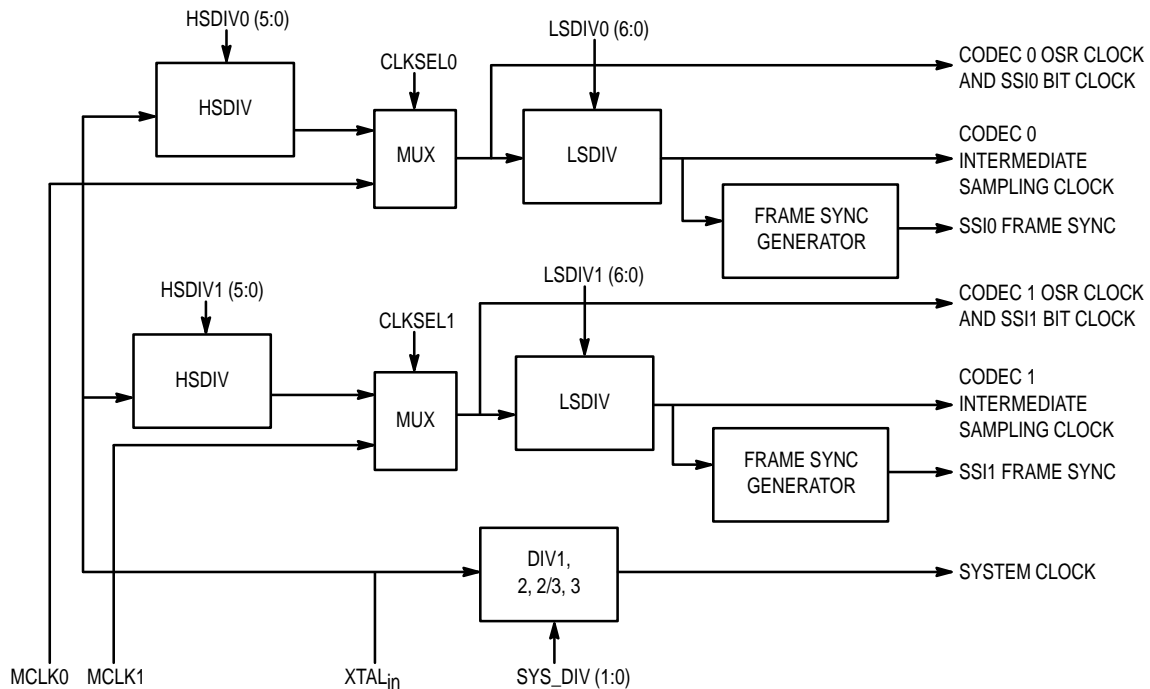 HSDIV0 (5:0)
LSDIV0 (6:0)
CLKSEL0
CODEC 0 OSR CLOCK
AND SSI0 BIT CLOCK
HSDIV
MUX
LSDIV
CODEC 0
INTERMEDIATE
SAMPLING CLOCK
FRAME SYNC
GENERATOR
SSI0 FRAME SYNC
HSDIV1 (5:0)
LSDIV1 (6:0)
CLKSEL1
CODEC 1 OSR CLOCK
AND SSI1 BIT CLOCK
HSDIV
MUX
LSDIV
CODEC 1
INTERMEDIATE
SAMPLING CLOCK
FRAME SYNC
GENERATOR
SSI1 FRAME SYNC
DIV1,
2, 2/3, 3
SYSTEM CLOCK
MCLK0
MCLK1
XTALin
SYS_DIV (1:0)